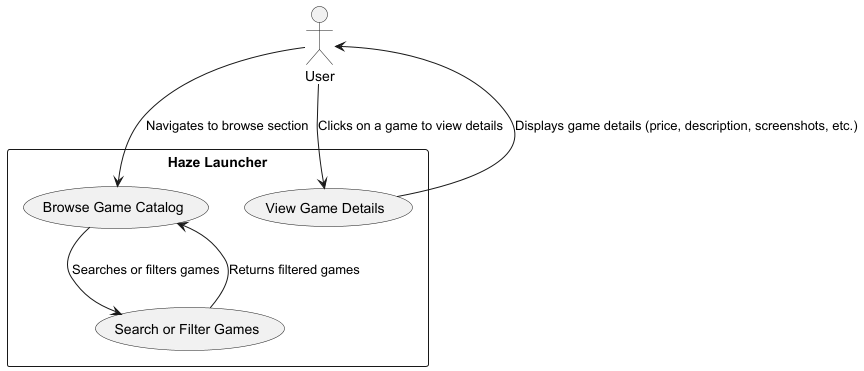 User
Navigates to browse section
Clicks on a game to view details
Displays game details (price, description, screenshots, etc.)
Haze Launcher
Browse Game Catalog
View Game Details
Searches or filters games
Returns filtered games
Search or Filter Games